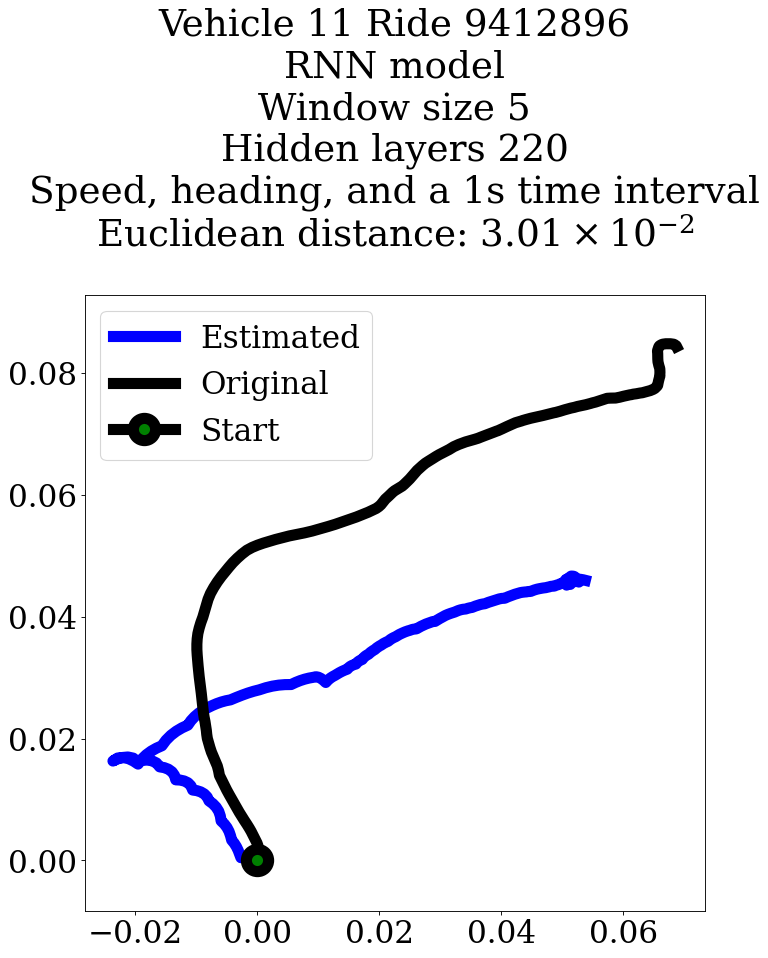 Vehicle 11 Ride 9412896
RNN model
Window size 5
Hidden layers 220
Speed, heading, and a 1s time interval
Euclidean distance: 3.01 × 10⁻²
Estimated
Original
Start
0.08
0.06
0.04
0.02
0.00
−0.02 0.00 0.02 0.04 0.06